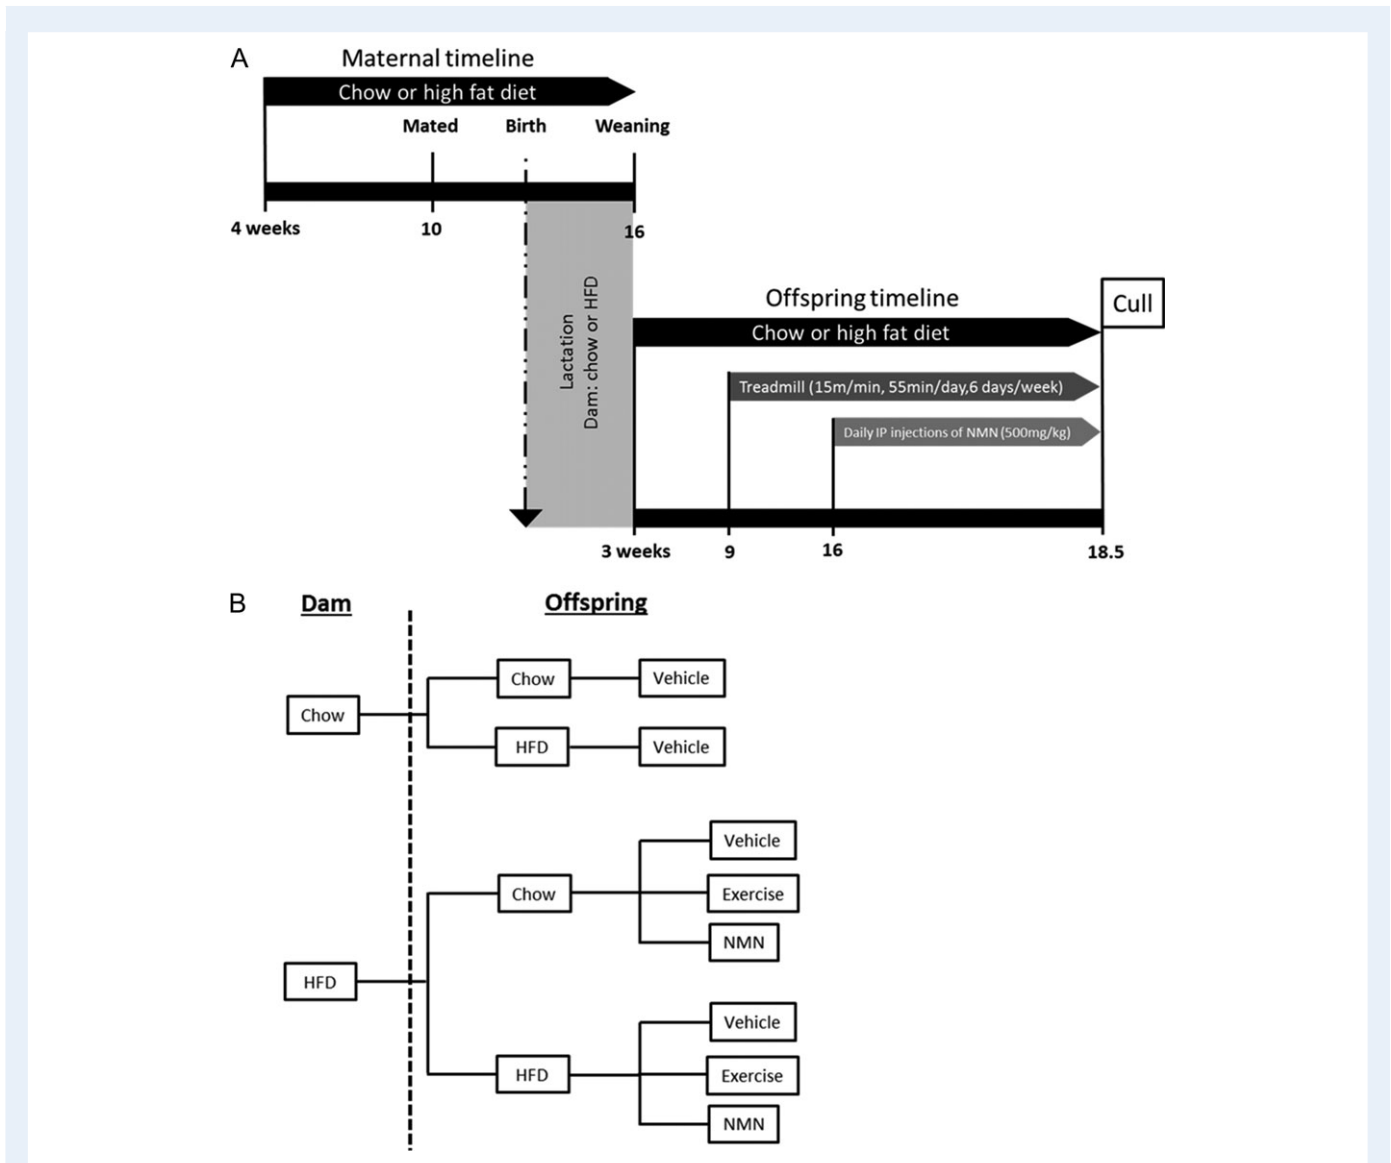 A
Maternal timeline
Chow or high fat diet
Mated Birth Weaning
4 weeks 10 16
Lactation
Dam: chow or HFD
Offspring timeline
Cull
Chow or high fat diet
Treadmill (15m/min, 55min/day,6 days/week)
Daily IP injections of NMN (500mg/kg)
3 weeks 9 16 18.5
B
Dam Offspring
Chow
Chow Vehicle
HFD Vehicle
HFD
Chow
Vehicle
Exercise
NMN
HFD
Vehicle
Exercise
NMN